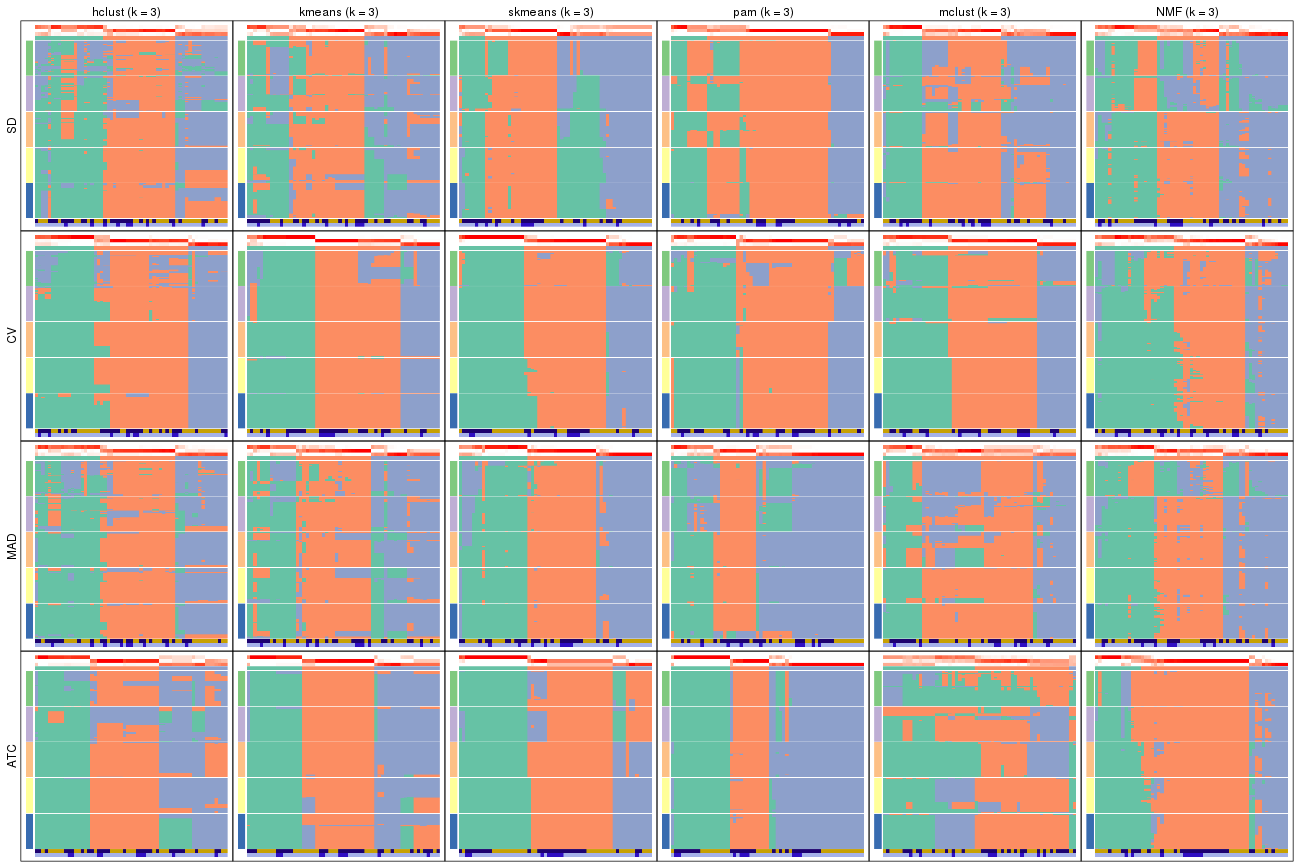 hclust (k = 3) kmeans (k = 3) skmeans (k = 3) pam (k = 3) mclust (k = 3) NMF (k = 3)
SD
CV
MAD
ATC